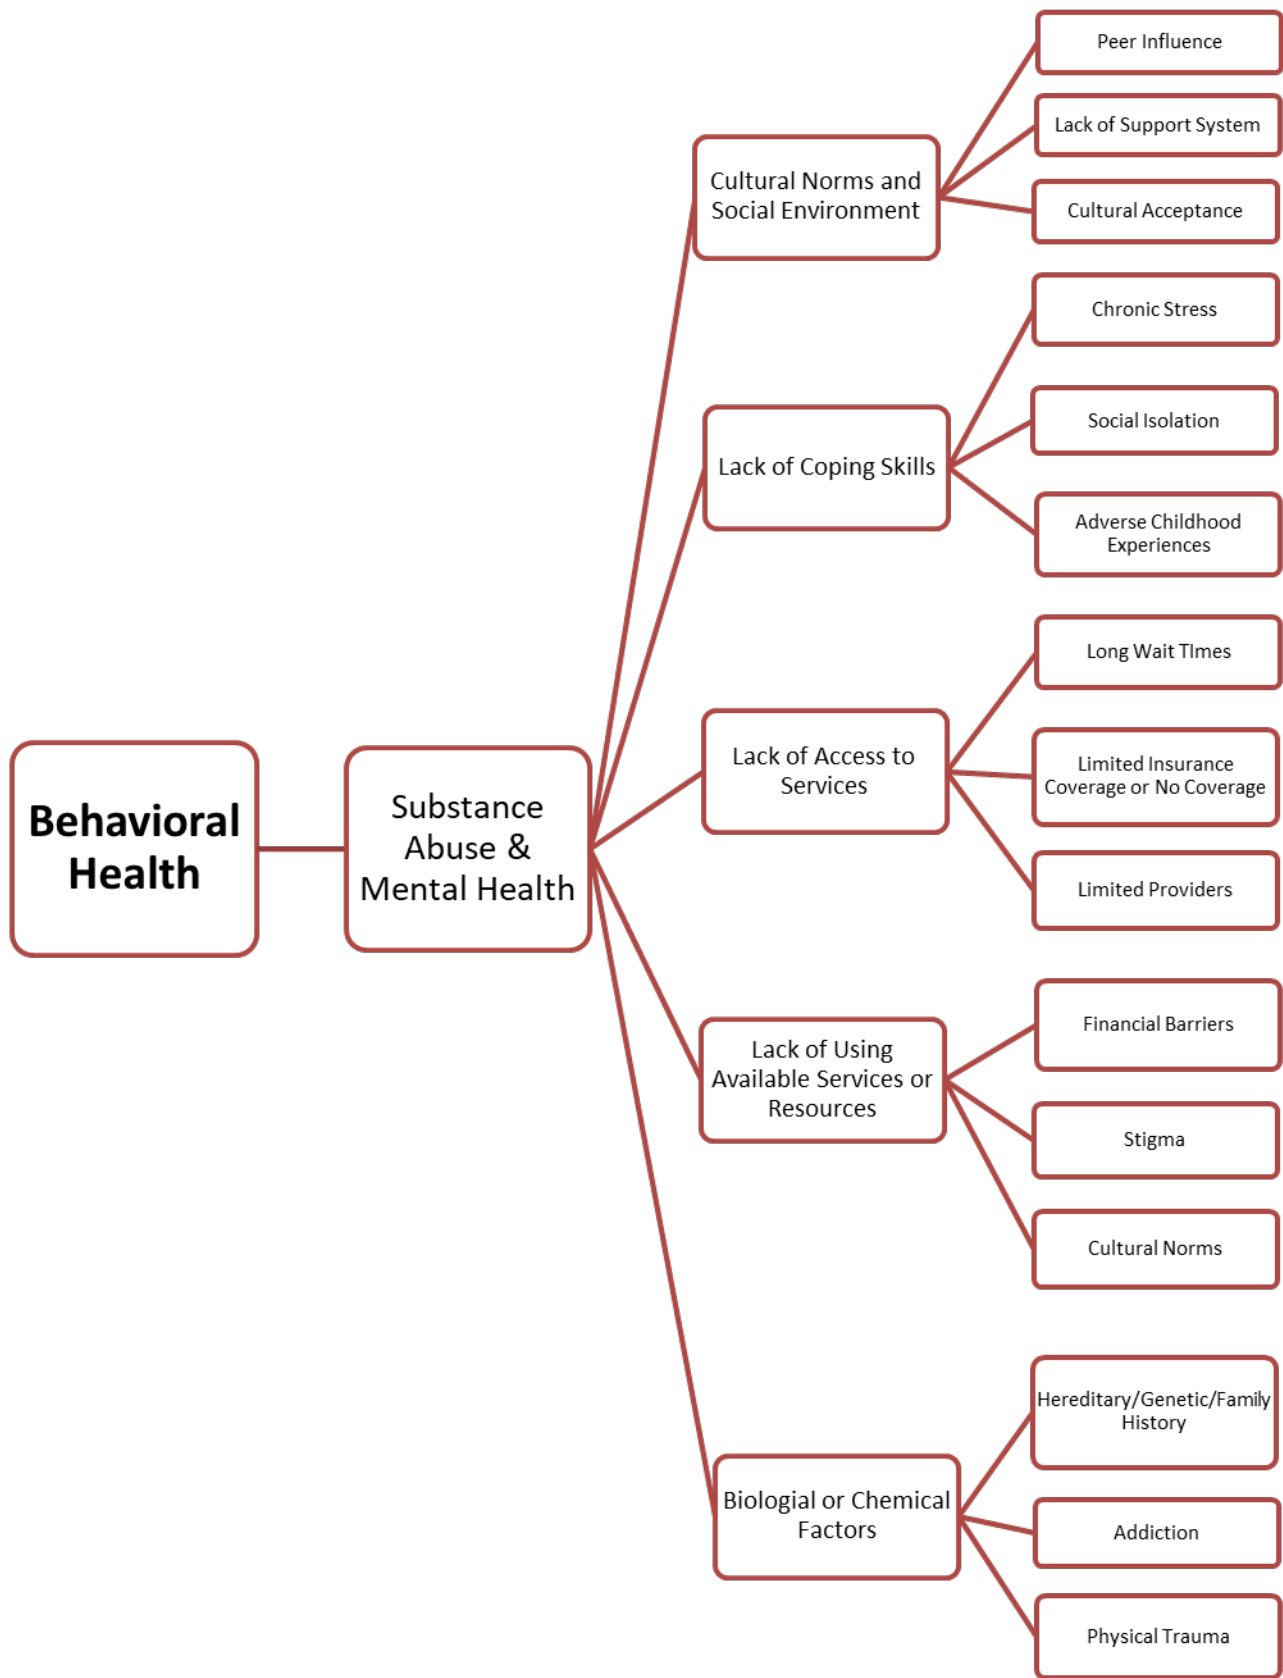 Behavioral
Health
Substance
Abuse &
Mental Health
Cultural Norms and
Social Environment
Peer Influence
Lack of Support System
Cultural Acceptance
Lack of Coping Skills
Chronic Stress
Social Isolation
Adverse Childhood
Experiences
Lack of Access to
Services
Long Wait TImes
Limited Insurance
Coverage or No Coverage
Limited Providers
Lack of Using
Available Services or
Resources
Financial Barriers
Stigma
Cultural Norms
Biologial or Chemical
Factors
Hereditary/Genetic/Family
History
Addiction
Physical Trauma